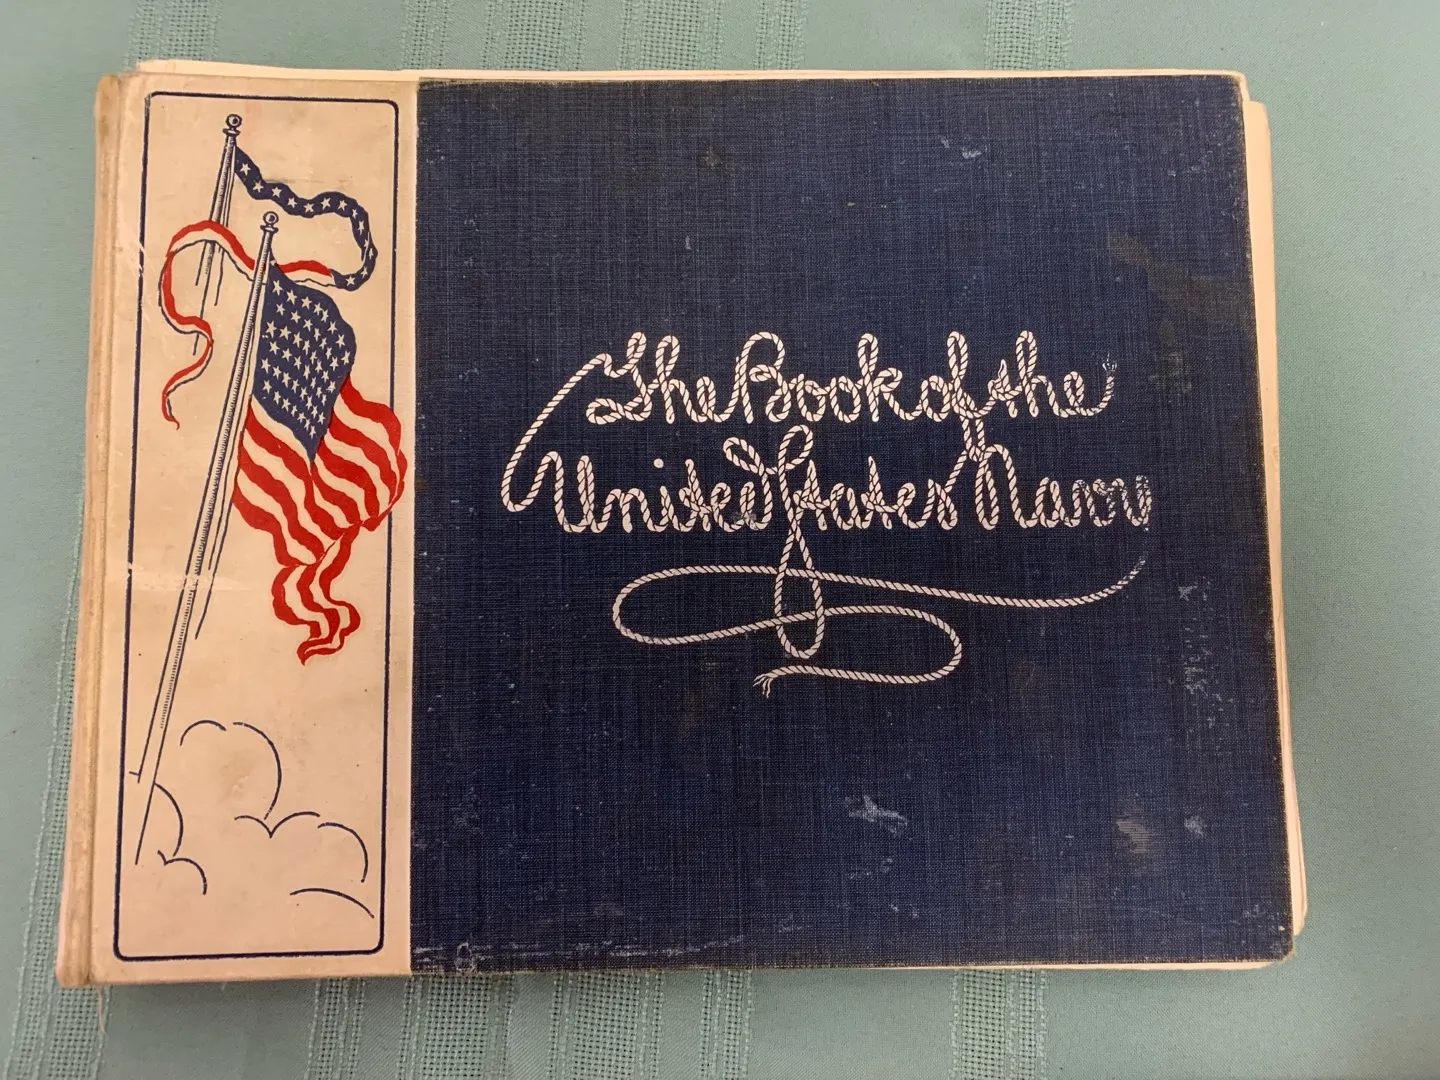 The Book of the
United States Navy